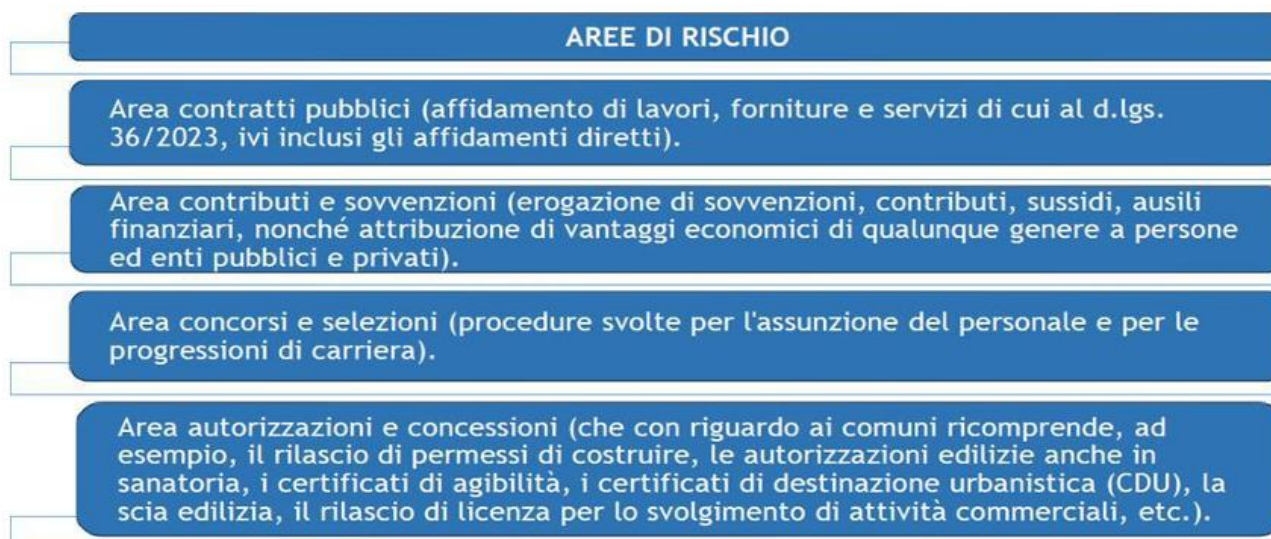 AREE DI RISCHIO
Area contratti pubblici (affidamento di lavori, forniture e servizi di cui al d.lgs.
36/2023, ivi inclusi gli affidamenti diretti).
Area contributi e sovvenzioni (erogazione di sovvenzioni, contributi, sussidi, ausili
finanziari, nonché attribuzione di vantaggi economici di qualunque genere a persone
ed enti pubblici e privati).
Area concorsi e selezioni (procedure svolte per l'assunzione del personale e per le
progressioni di carriera).
Area autorizzazioni e concessioni (che con riguardo ai comuni ricomprende, ad
esempio, il rilascio di permessi di costruire, le autorizzazioni edilizie anche in
sanatoria, i certificati di agibilità, i certificati di destinazione urbanistica (CDU), la
scia edilizia, il rilascio di licenza per lo svolgimento di attività commerciali, etc.).